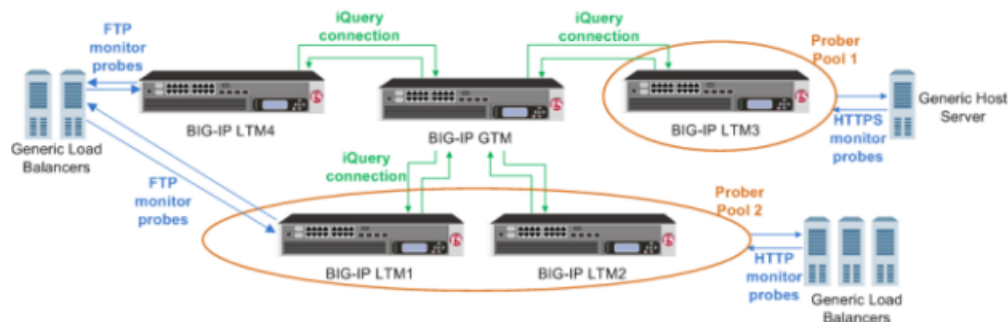 FTP
monitor
probes
iQuery
connection
iQuery
connection
Prober
Pool 1
BIG-IP LTM4
BIG-IP GTM
BIG-IP LTM3
Generic Host
Server
HTTPS
monitor
probes
Generic Load
Balancers
iQuery
connection
FTP
monitor
probes
Prober
Pool 2
BIG-IP LTM1
BIG-IP LTM2
HTTP
monitor
probes
Generic Load
Balancers